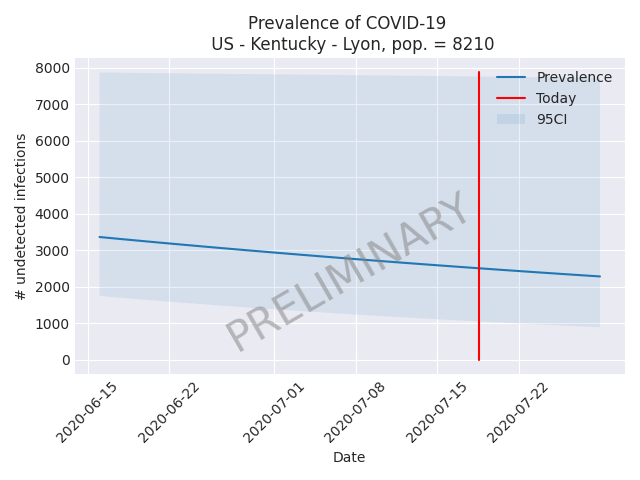 Prevalence of COVID-19
US - Kentucky - Lyon, pop. = 8210
8000
7000
6000
5000
4000
3000
2000
1000
0
# undetected infections
Prevalence
Today
95CI
PRELIMINARY
2020-06-15
2020-06-22
2020-07-01
2020-07-08
2020-07-15
2020-07-22
Date